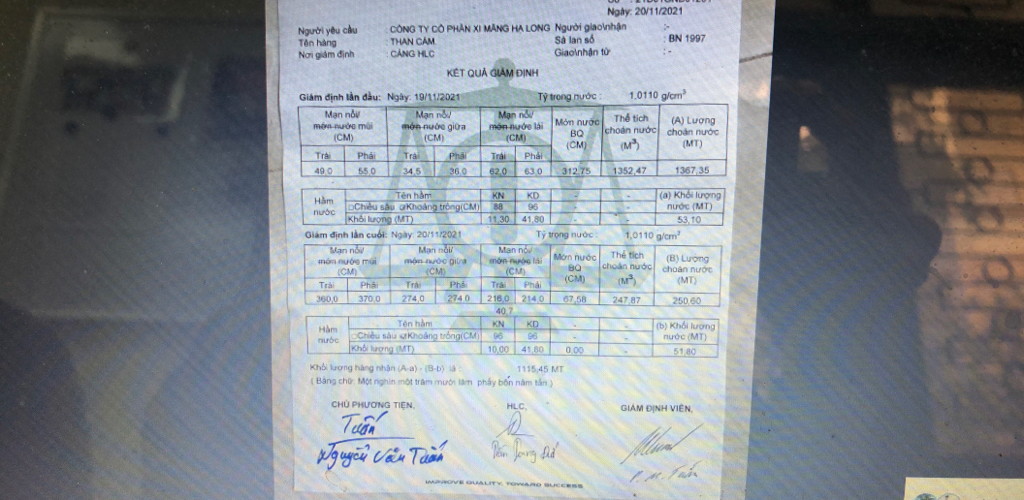 Ngày: 20/11/2021
Người yêu cầu : CÔNG TY CỔ PHẦN XI MĂNG HẠ LONG Người giao\nhận :-
Tên hàng : THAN CÁM Sà lan số : BN 1997
Nơi giám định : CẢNG HLC Giao\nhận từ :-
KẾT QUẢ GIÁM ĐỊNH
Giám định lần đầu: Ngày: 19/11/2021 Tỷ trọng nước : 1,0110 g/cm³
Mạn nổi/ Mạn nổi/ Mạn nổi/ Món nước Thể tích (A) Lượng
món nước mũi món nước giữa món nước lái BQ choán nước choán nước
(CM) (CM) (CM) (CM) (M³) (MT)
Trái Phải Trái Phải Trái Phải
49,0 55,0 34,5 36,0 62,0 63,0 312,75 1352,47 1367,35
Hầm nước Tên hầm KN KD - - (a) Khối lượng
□Chiều sâu ☑Khoảng trống(CM) 88 96 - - nước (MT)
Khối lượng (MT) 11,30 41,80 - - 53,10
Giám định lần cuối: Ngày: 20/11/2021 Tỷ trọng nước : 1,0110 g/cm³
Mạn nổi/ Mạn nổi/ Mạn nổi/ Món nước Thể tích (B) Lượng
món nước mũi món nước giữa món nước lái BQ choán nước choán nước
(CM) (CM) (CM) (CM) (M³) (MT)
Trái Phải Trái Phải Trái Phải
360,0 370,0 274,0 274,0 216,0 214,0 67,58 247,87 250,60
40,7
Hầm nước Tên hầm KN KD - - (b) Khối lượng
□Chiều sâu ☑Khoảng trống(CM) 96 96 - - nước (MT)
Khối lượng (MT) 10,00 41,80 0,00 - 51,80
Khối lượng hàng nhận (A-a) - (B-b) là : 1115,45 MT
( Bằng chữ: Một nghìn một trăm mười lăm phẩy bốn năm tấn )
CHỦ PHƯƠNG TIỆN, HLC, GIÁM ĐỊNH VIÊN,
Tuấn
Nguyễn Văn Tuấn
IMPROVE QUALITY, TOWARD SUCCESS